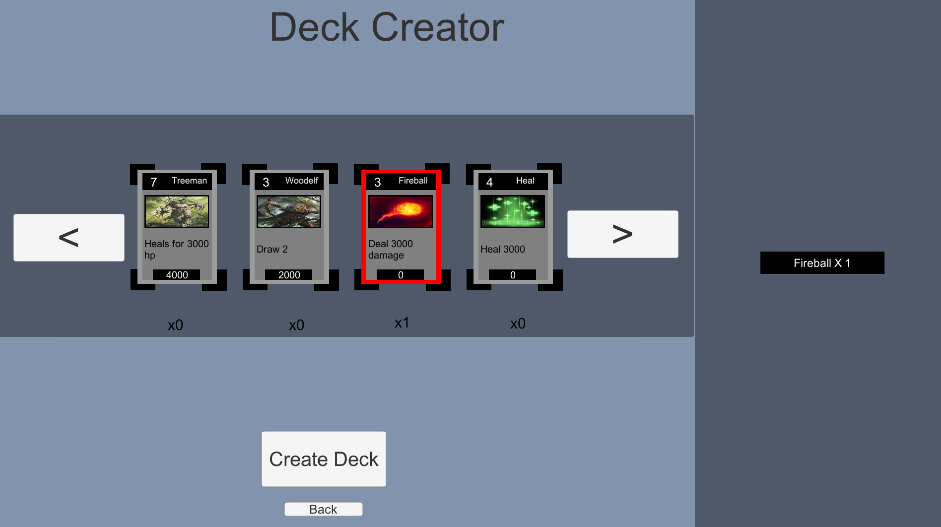 Deck Creator
<
7 Treeman
Heals for 3000
hp
4000
x0
3 Woodelf
Draw 2
2000
x0
3 Fireball
Deal 3000
damage
0
x1
4 Heal
Heal 3000
0
x0
>
Fireball X 1
Create Deck
Back